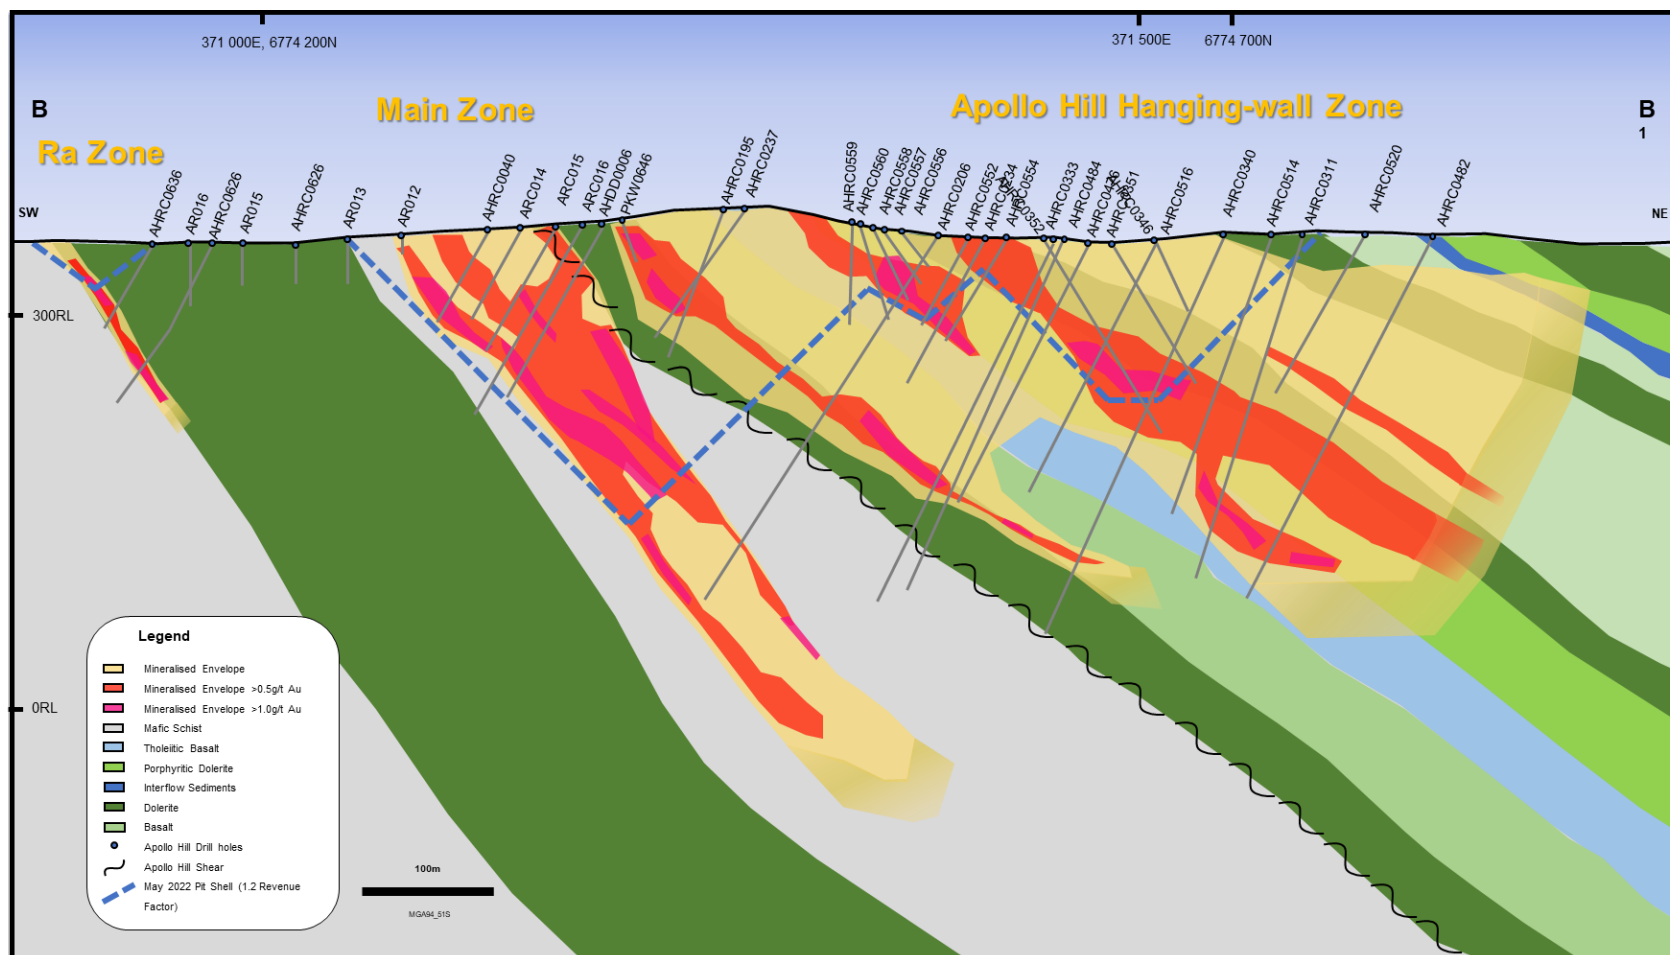 371 000E, 6774 200N
371 500E
6774 700N
B
Main Zone
Apollo Hill Hanging-wall Zone
B
1
Ra Zone
SW
NE
AHRC0636
AR016
AHRC0626
AR015
AHRC0626
AR013
AR012
AHRC0040
ARC014
ARC015
ARC016
AHDD0006
PKW0646
AHRC0195
AHRC0237
AHRC0559
AHRC0560
AHRC0558
AHRC0557
AHRC0556
AHRC0206
AHRC0552
AHRC0333
AHRC0484
AHRC0516
AHRC0340
AHRC0514
AHRC0311
AHRC0520
AHRC0482
300RL
0RL
Legend
Mineralised Envelope
Mineralised Envelope >0.5g/t Au
Mineralised Envelope >1.0g/t Au
Mafic Schist
Tholeiitic Basalt
Porphyritic Dolerite
Interflow Sediments
Dolerite
Basalt
Apollo Hill Drill holes
Apollo Hill Shear
May 2022 Pit Shell (1.2 Revenue
Factor)
100m
MGA94_51S